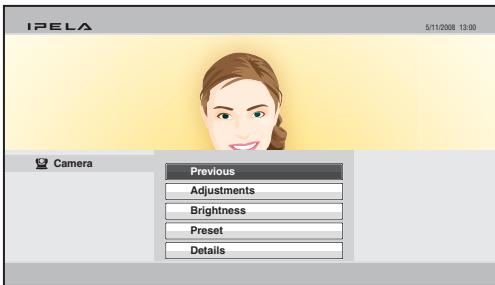 IPELA
5/11/2008 13:00
Camera
Previous
Adjustments
Brightness
Preset
Details